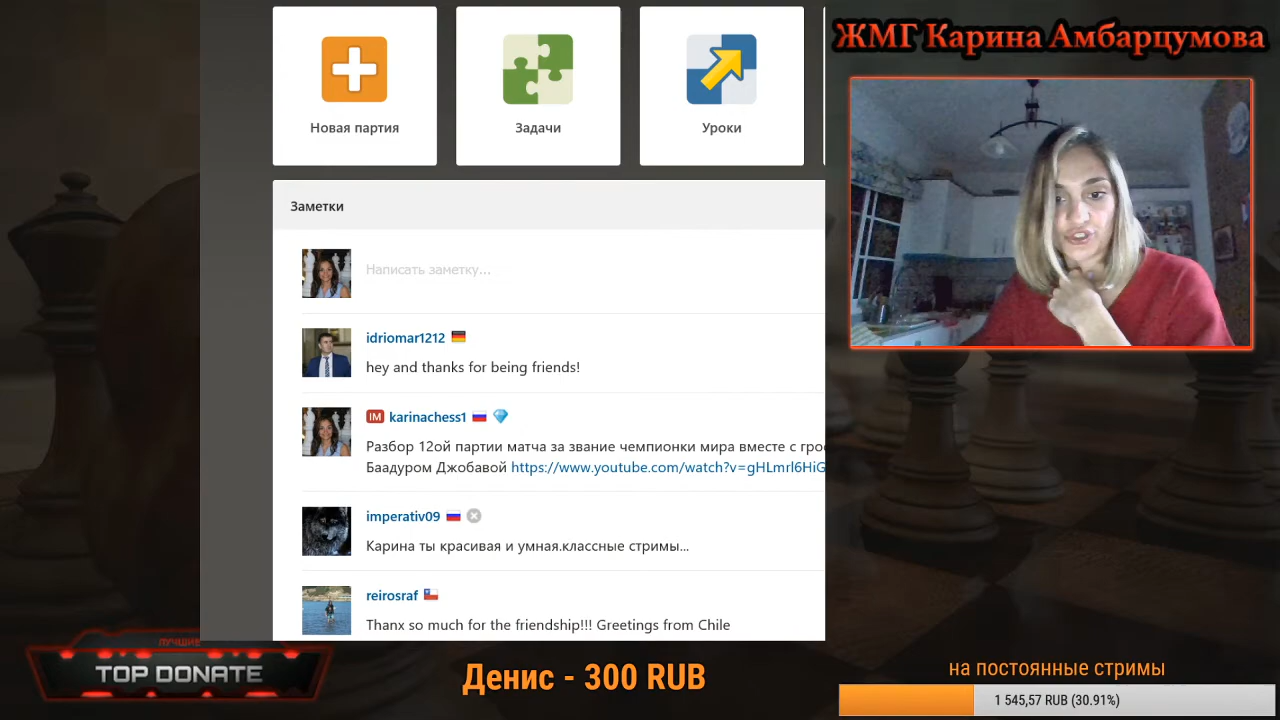 ЖМГ Карина Амбарцумова
Новая партия
Задачи
Уроки
Заметки
Написать заметку...
idriomar1212
hey and thanks for being friends!
IM karinachess1
Разбор 12ой партии матча за звание чемпионки мира вместе с грос
Баадуром Джобавой https://www.youtube.com/watch?v=gHLmrl6HiG
imperativ09
Карина ты красивая и умная.классные стримы...
reirosraf
Thanx so much for the friendship!!! Greetings from Chile
ЛУЧШИЕ
TOP DONATE
Денис - 300 RUB
на постоянные стримы
1 545,57 RUB (30.91%)